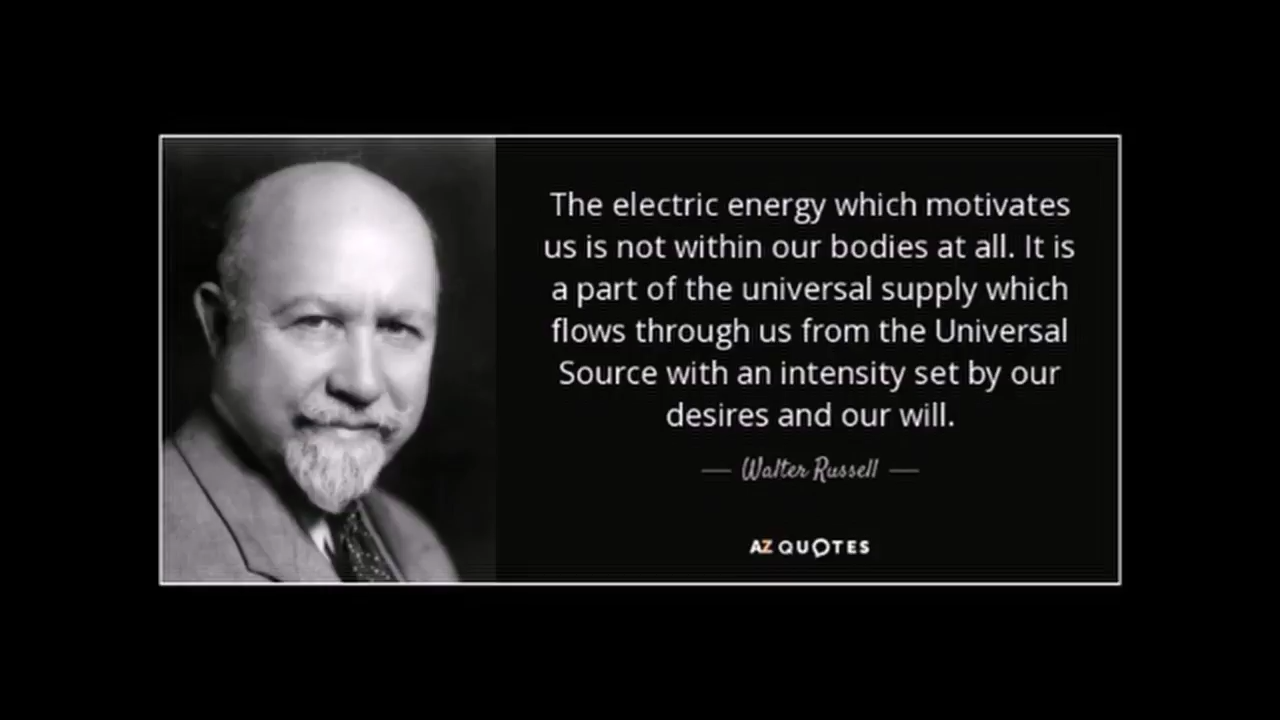 The electric energy which motivates
us is not within our bodies at all. It is
a part of the universal supply which
flows through us from the Universal
Source with an intensity set by our
desires and our will.
Walter Russell
AZ QUOTES